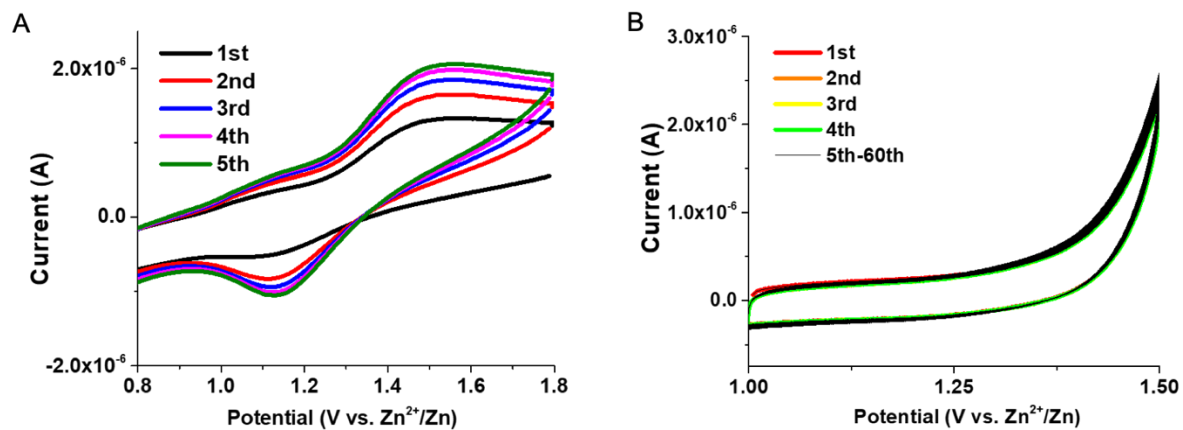 A
2.0x10⁻⁶
0.0
-2.0x10⁻⁶
Current (A)
1st
2nd
3rd
4th
5th
0.8
1.0
1.2
1.4
1.6
1.8
Potential (V vs. Zn²⁺/Zn)
B
3.0x10⁻⁶
2.0x10⁻⁶
1.0x10⁻⁶
0.0
Current (A)
1st
2nd
3rd
4th
5th-60th
1.00
1.25
1.50
Potential (V vs. Zn²⁺/Zn)